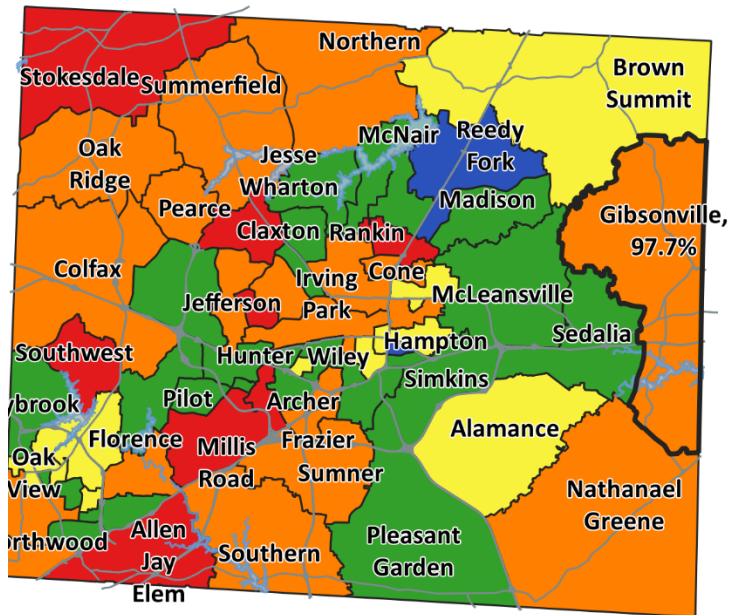 Northern
Stokesdale
Summerfield
Brown
Summit
McNair
Reedy
Fork
Oak
Ridge
Jesse
Wharton
Madison
Pearce
Gibsonville,
97.7%
Claxton
Rankin
Colfax
Cone
Irving
Park
Jefferson
McLeansville
Sedalia
Southwest
Hunter
Wiley
Hampton
Simkins
Pilot
Archer
ybrook
Florence
Millis
Road
Frazier
Alamance
Oak
View
Sumner
Nathanael
Greene
orthwood
Allen
Jay
Elem
Southern
Pleasant
Garden